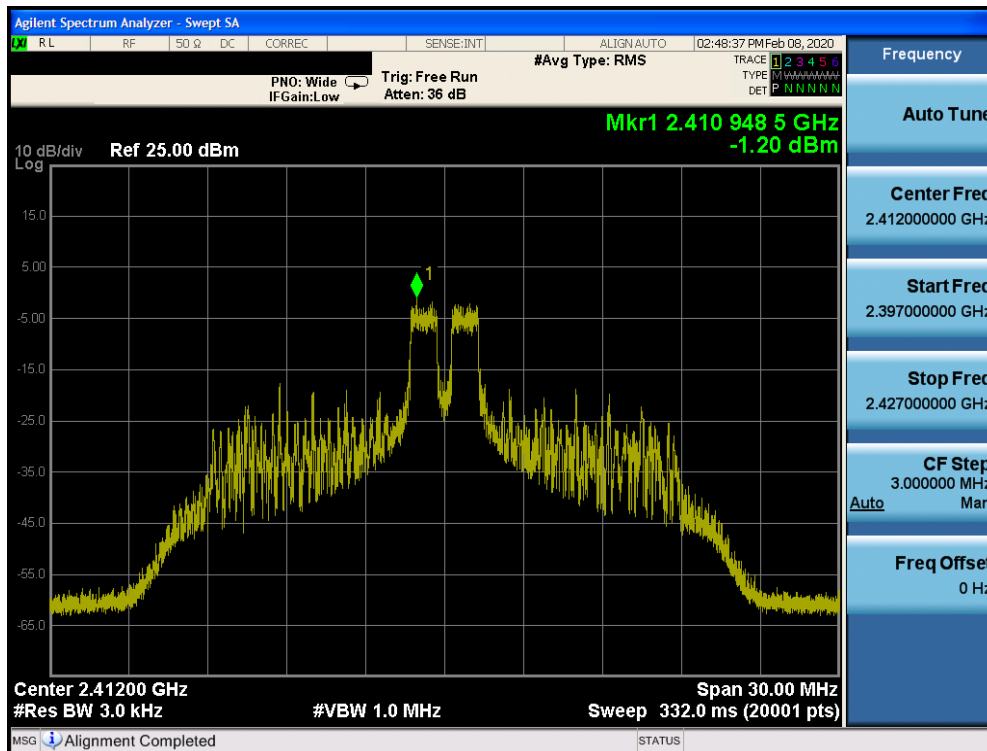 Agilent Spectrum Analyzer - Swept SA
LXI RL RF 50 Ω DC CORREC SENSE:INT ALIGN AUTO 02:48:37 PM Feb 08, 2020
#Avg Type: RMS
TRACE 1 2 3 4 5 6
TYPE M WWWWW
DET P N N N N N
PNO: Wide
IFGain:Low
Trig: Free Run
Atten: 36 dB
Mkr1 2.410 948 5 GHz
-1.20 dBm
10 dB/div
Log
Ref 25.00 dBm
15.0
5.00
-5.00
-15.0
-25.0
-35.0
-45.0
-55.0
-65.0
1
Center 2.41200 GHz
Span 30.00 MHz
#Res BW 3.0 kHz
#VBW 1.0 MHz
Sweep 332.0 ms (20001 pts)
MSG Alignment Completed
STATUS
Frequency
Auto Tune
Center Freq
2.412000000 GHz
Start Freq
2.397000000 GHz
Stop Freq
2.427000000 GHz
CF Step
3.000000 MHz
Auto Man
Freq Offset
0 Hz